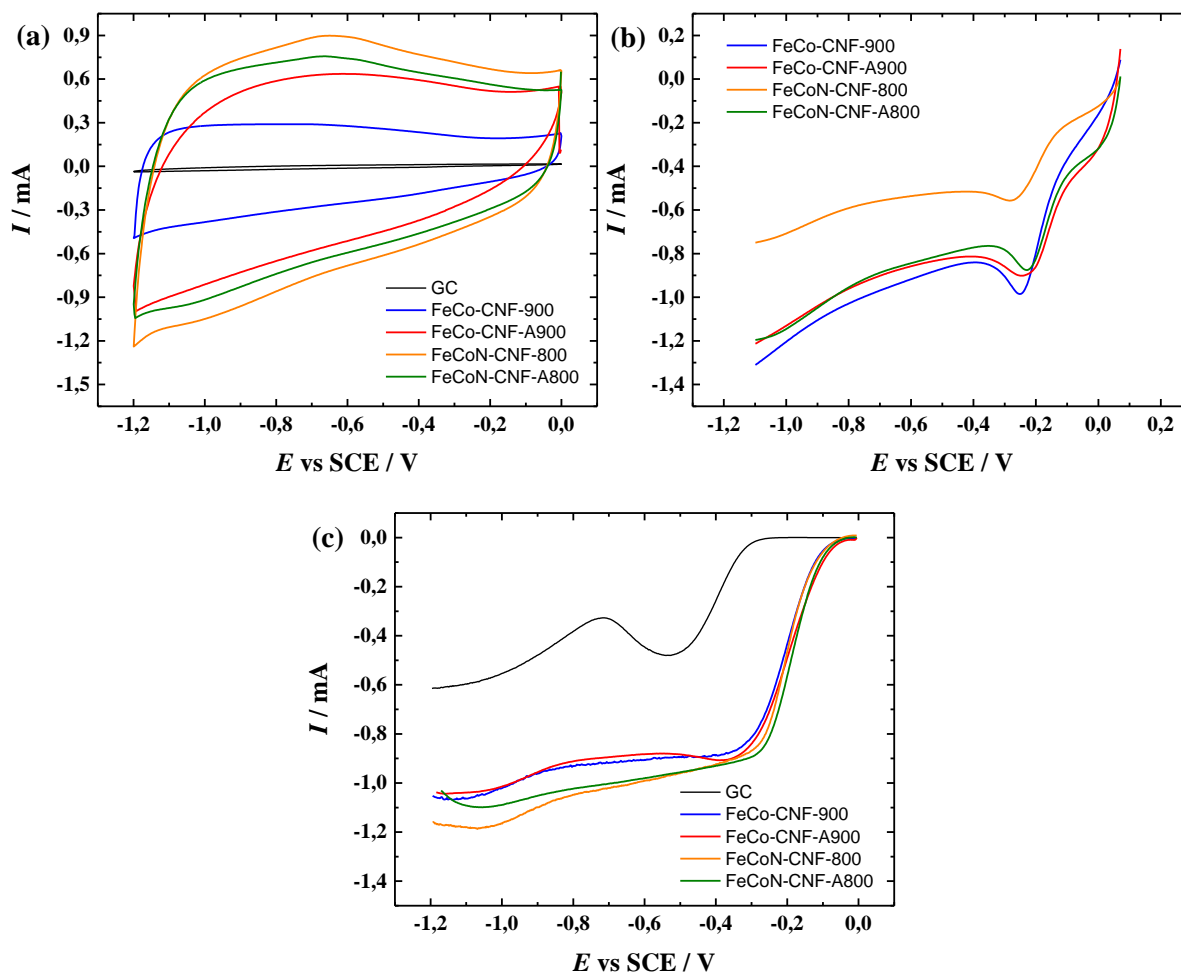 (a)
0,9
0,6
0,3
0,0
-0,3
-0,6
-0,9
-1,2
-1,5
I / mA
GC
FeCo-CNF-900
FeCo-CNF-A900
FeCoN-CNF-800
FeCoN-CNF-A800
-1,2 -1,0 -0,8 -0,6 -0,4 -0,2 0,0
E vs SCE / V
(b)
0,2
0,0
-0,2
-0,4
-0,6
-0,8
-1,0
-1,2
-1,4
I / mA
FeCo-CNF-900
FeCo-CNF-A900
FeCoN-CNF-800
FeCoN-CNF-A800
-1,2 -1,0 -0,8 -0,6 -0,4 -0,2 0,0 0,2
E vs SCE / V
(c)
0,0
-0,2
-0,4
-0,6
-0,8
-1,0
-1,2
-1,4
I / mA
GC
FeCo-CNF-900
FeCo-CNF-A900
FeCoN-CNF-800
FeCoN-CNF-A800
-1,2 -1,0 -0,8 -0,6 -0,4 -0,2 0,0
E vs SCE / V